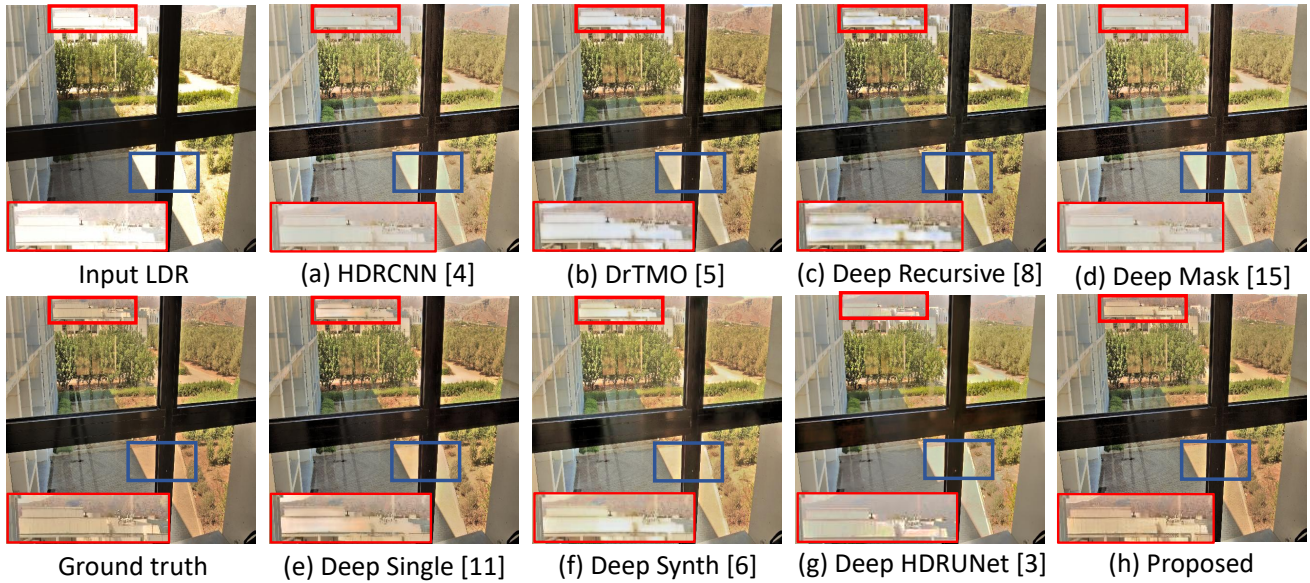 Input LDR
(a) HDRCNN [4]
(b) DrTMO [5]
(c) Deep Recursive [8]
(d) Deep Mask [15]
Ground truth
(e) Deep Single [11]
(f) Deep Synth [6]
(g) Deep HDRUNet [3]
(h) Proposed